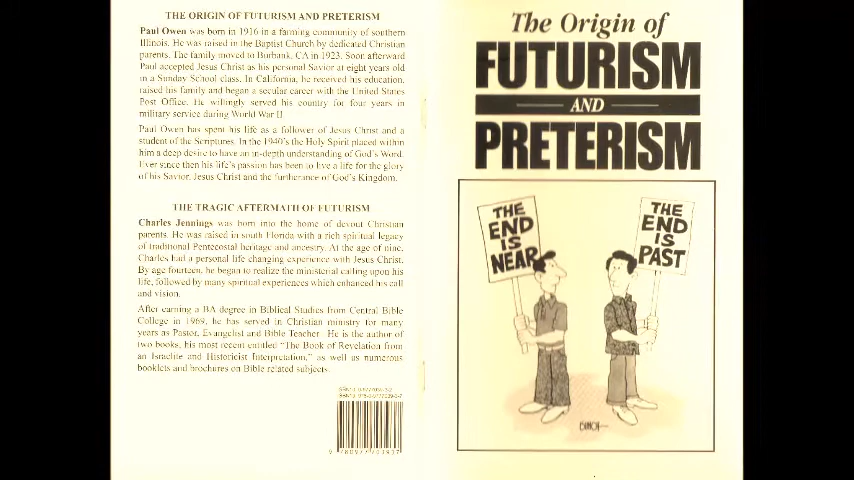 THE ORIGIN OF FUTURISM AND PRETERISM
Paul Owen was born in 1916 in a farming community of southern
Illinois. He was raised in the Baptist Church by dedicated Christian
parents. The family moved to Burbank, CA in 1923. Soon afterward
Paul accepted Jesus Christ as his personal Savior at eight years old
in a Sunday School class. In California, he received his education,
raised his family and began a secular career with the United States
Post Office. He willingly served his country for four years in
military service during World War II
Paul Owen has spent his life as a follower of Jesus Christ and a
student of the Scriptures. In the 1940's the Holy Spirit placed within
him a deep desire to have an in-depth understanding of God's Word.
Ever since then his life's passion has been to live a life for the glory
of his Savior, Jesus Christ and the furtherance of God's Kingdom.
THE TRAGIC AFTERMATH OF FUTURISM
Charles Jennings was born into the home of devout Christian
parents. He was raised in south Florida with a rich spiritual legacy
of traditional Pentecostal heritage and ancestry. At the age of nine,
Charles had a personal life changing experience with Jesus Christ.
By age fourteen, he began to realize the ministerial calling upon his
life, followed by many spiritual experiences which enhanced his call
and vision.
After earning a BA degree in Biblical Studies from Central Bible
College in 1969, he has served in Christian ministry for many
years as Pastor, Evangelist and Bible Teacher. He is the author of
two books, his most recent entitled "The Book of Revelation from
an Israelite and Historicist Interpretation," as well as numerous
booklets and brochures on Bible related subjects.
The Origin of
FUTURISM
AND
PRETERISM
THE
END
IS
NEAR
THE
END
IS
PAST